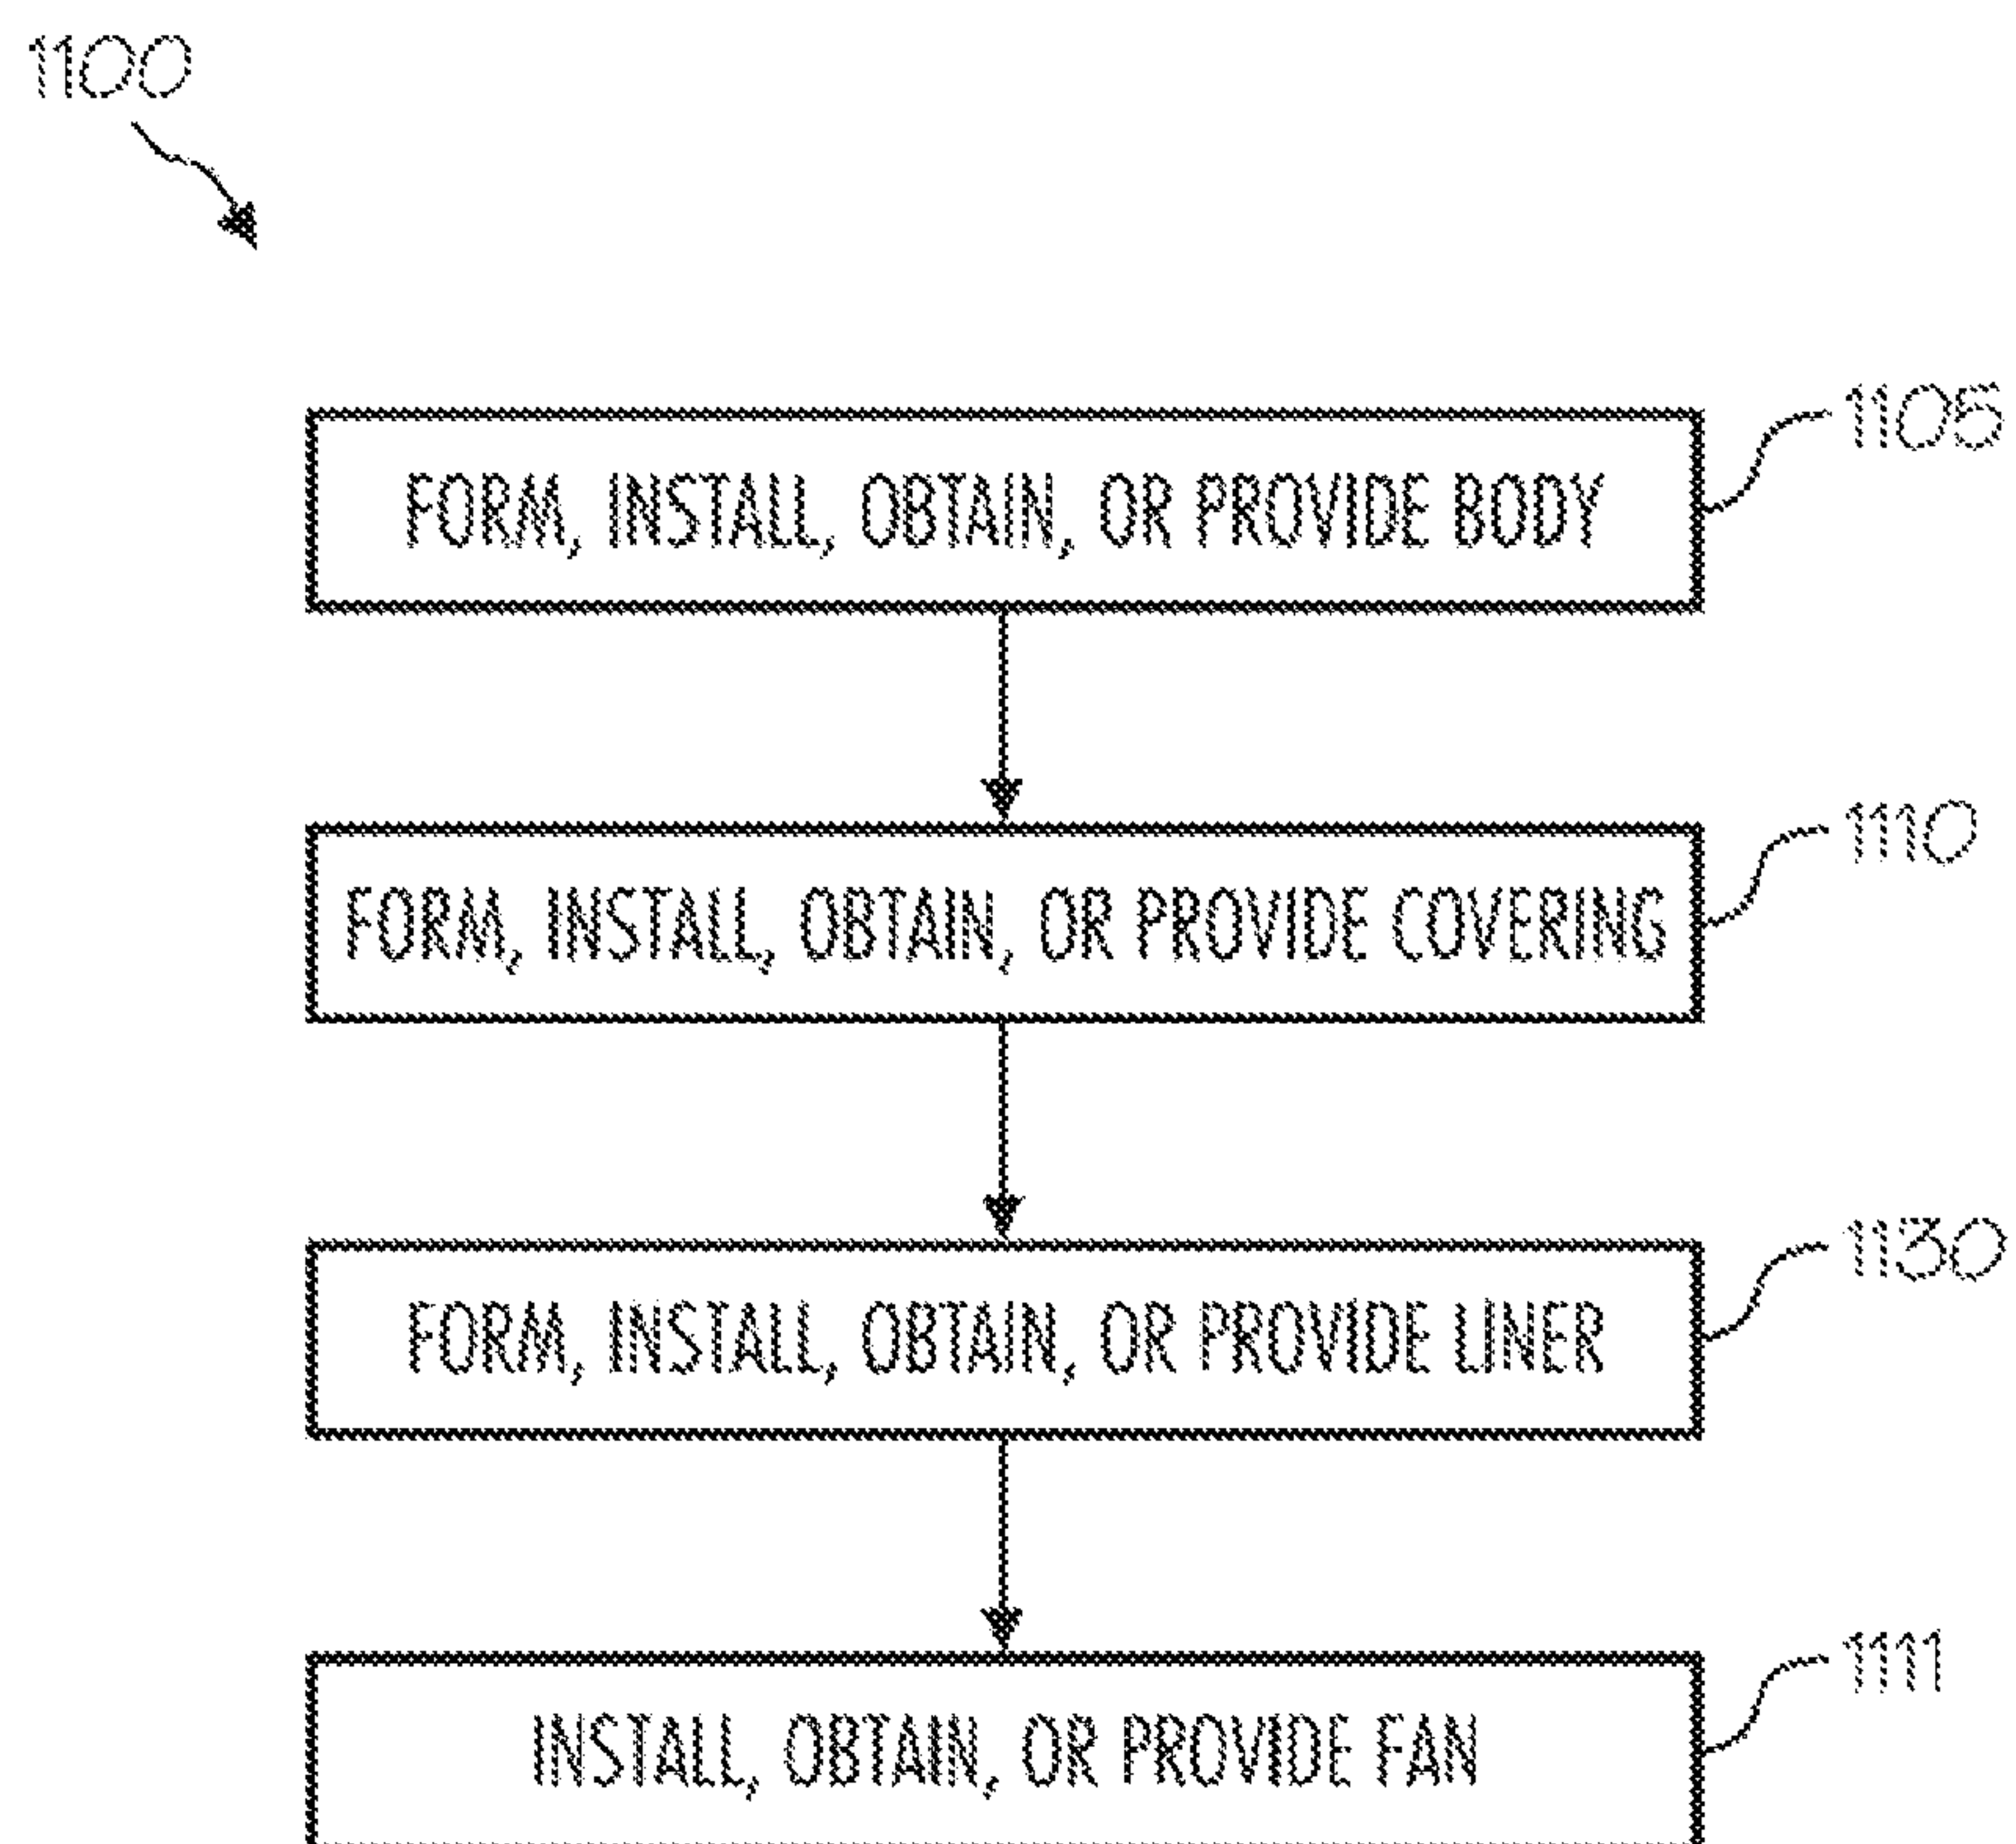 1100
FORM, INSTALL, OBTAIN, OR PROVIDE BODY
1105
FORM, INSTALL, OBTAIN, OR PROVIDE COVERING
1110
FORM, INSTALL, OBTAIN, OR PROVIDE LINER
1130
INSTALL, OBTAIN, OR PROVIDE FAN
1111